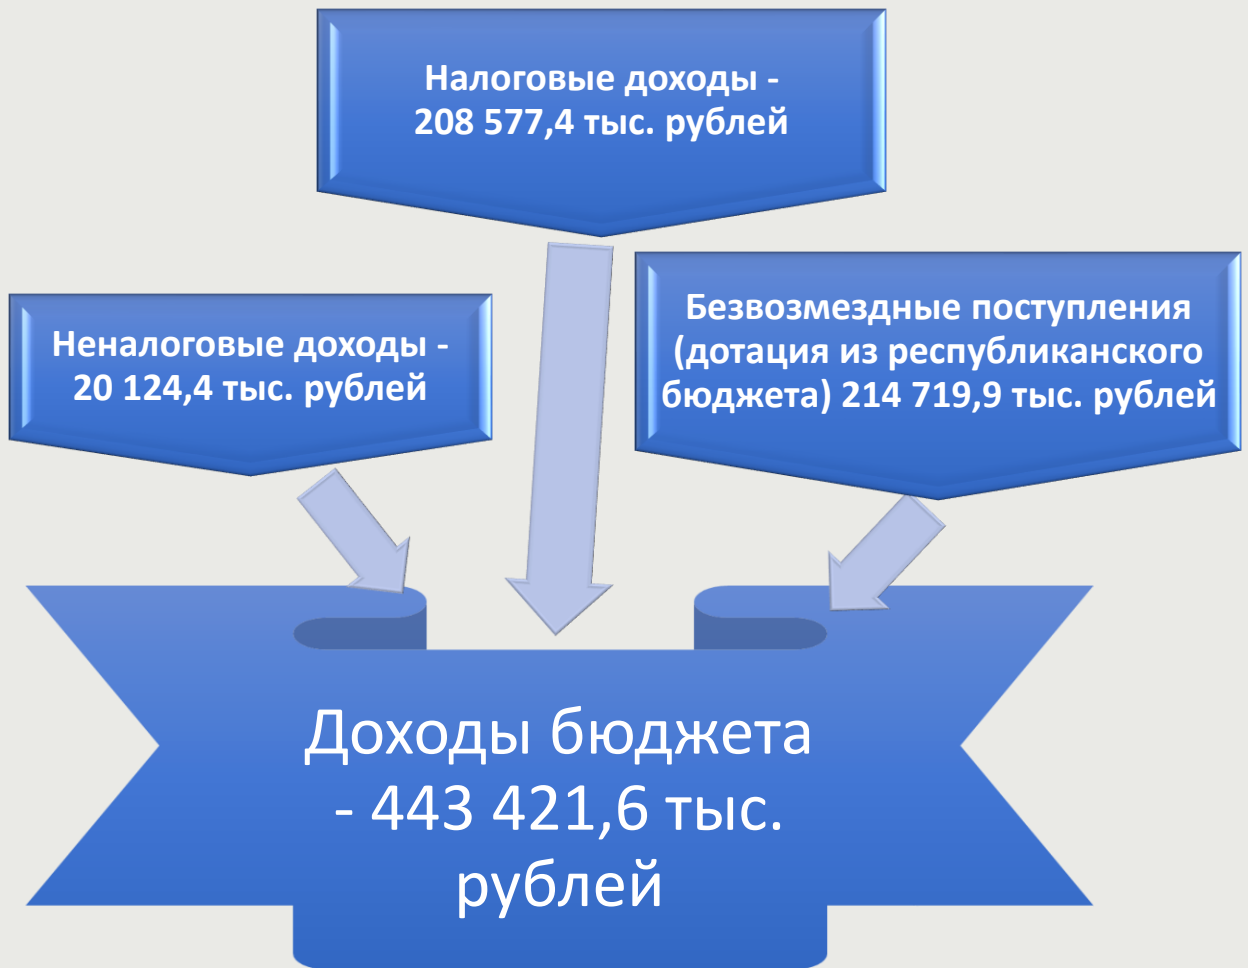 Налоговые доходы -
208 577,4 тыс. рублей
Неналоговые доходы -
20 124,4 тыс. рублей
Безвозмездные поступления
(дотация из республиканского
бюджета) 214 719,9 тыс. рублей
Доходы бюджета
- 443 421,6 тыс.
рублей